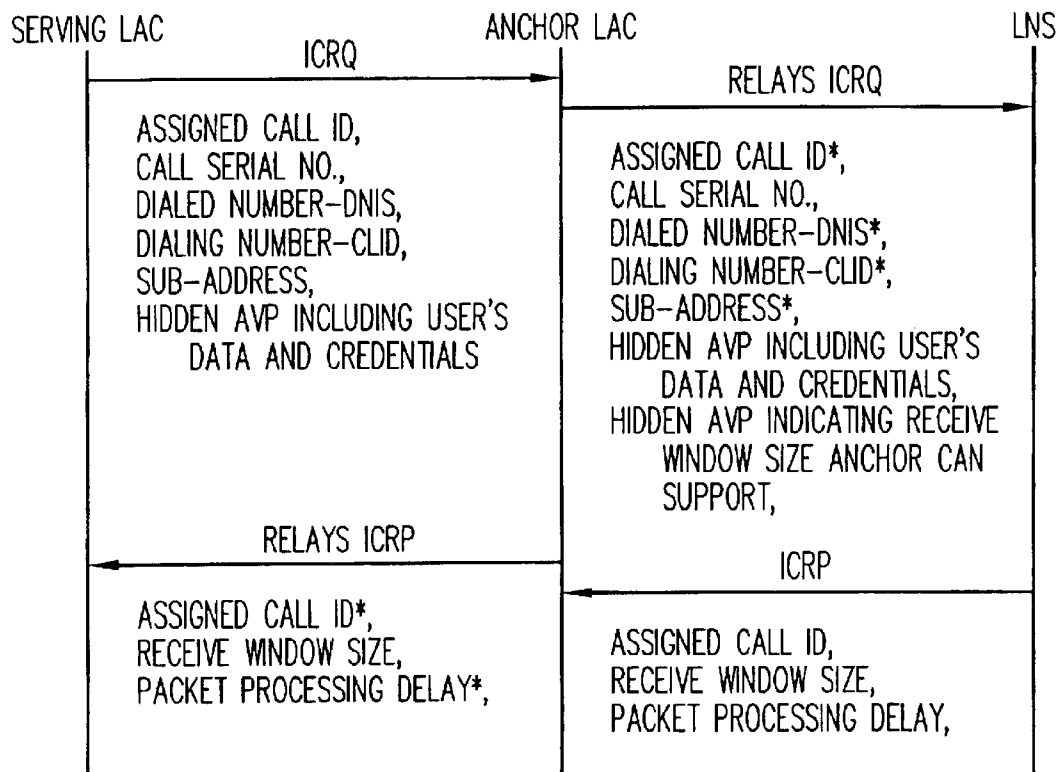 SERVING LAC
ANCHOR LAC
LNS
ICRQ
RELAYS ICRQ
ASSIGNED CALL ID,
CALL SERIAL NO.,
DIALED NUMBER-DNIS,
DIALING NUMBER-CLID,
SUB-ADDRESS,
HIDDEN AVP INCLUDING USER'S
DATA AND CREDENTIALS
ASSIGNED CALL ID*,
CALL SERIAL NO.,
DIALED NUMBER-DNIS*,
DIALING NUMBER-CLID*,
SUB-ADDRESS*,
HIDDEN AVP INCLUDING USER'S
DATA AND CREDENTIALS,
HIDDEN AVP INDICATING RECEIVE
WINDOW SIZE ANCHOR CAN
SUPPORT,
RELAYS ICRP
ICRP
ASSIGNED CALL ID*,
RECEIVE WINDOW SIZE,
PACKET PROCESSING DELAY*,
ASSIGNED CALL ID,
RECEIVE WINDOW SIZE,
PACKET PROCESSING DELAY,